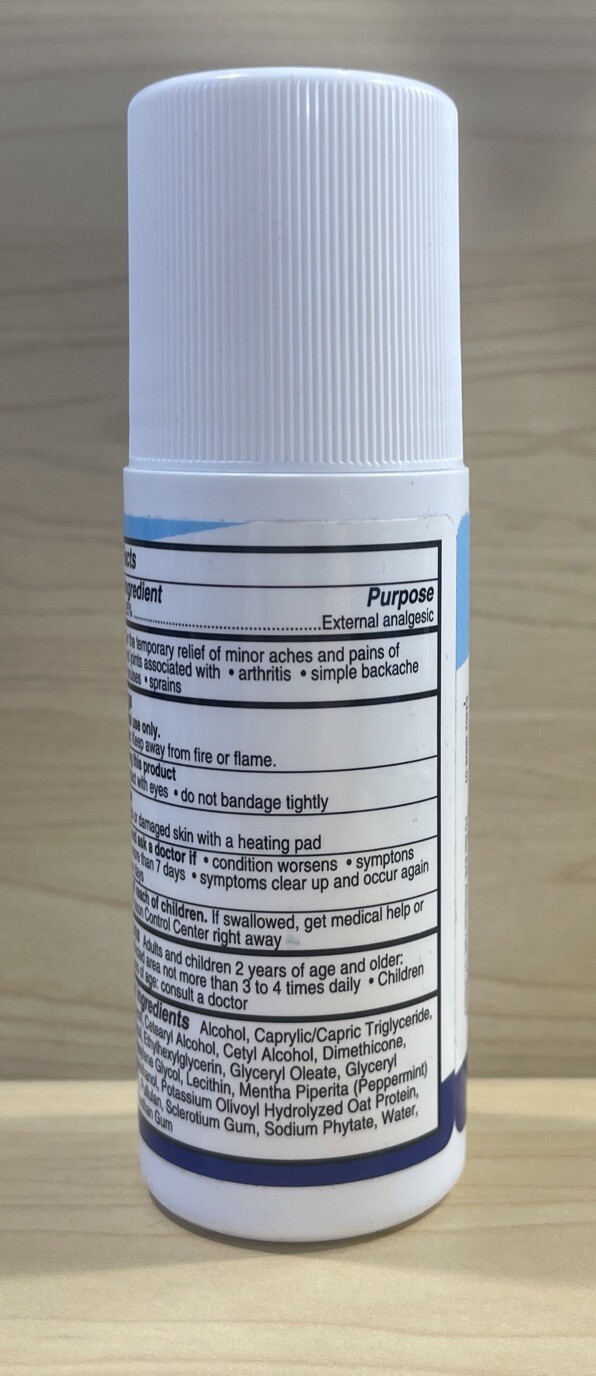 Purpose
External analgesic
the temporary relief of minor aches and pains of
associated with • arthritis • simple backache
• sprains
use only.
away from fire or flame.
this product
with eyes • do not bandage tightly
or damaged skin with a heating pad
ask a doctor if • condition worsens • symptons
than 7 days • symptoms clear up and occur again
of children. If swallowed, get medical help or
Control Center right away
Adults and children 2 years of age and older:
area not more than 3 to 4 times daily • Children
of age: consult a doctor
Alcohol, Caprylic/Capric Triglyceride,
Cetearyl Alcohol, Cetyl Alcohol, Dimethicone,
Ethylhexylglycerin, Glyceryl Oleate, Glyceryl
Glycol, Lecithin, Mentha Piperita (Peppermint)
Potassium Olivoyl Hydrolyzed Oat Protein,
Sclerotium Gum, Sodium Phytate, Water,
Gum